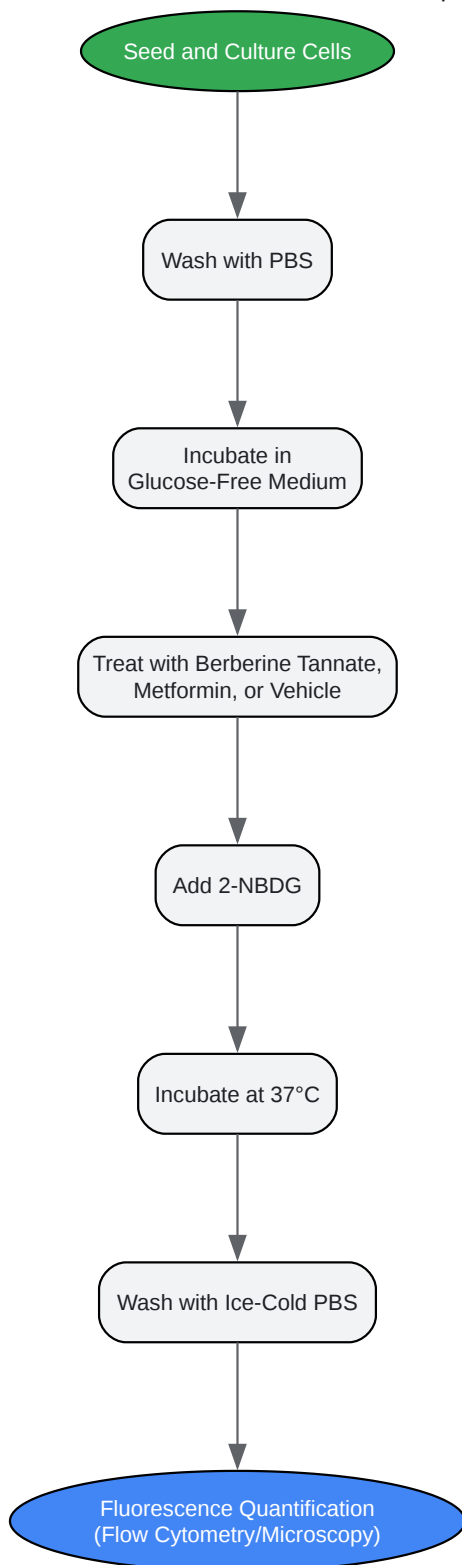 Seed and Culture Cells
Wash with PBS
Incubate in
Glucose-Free Medium
Treat with Berberine Tannate,
Metformin, or Vehicle
Add 2-NBDG
Incubate at 37°C
Wash with Ice-Cold PBS
Fluorescence Quantification
(Flow Cytometry/Microscopy)